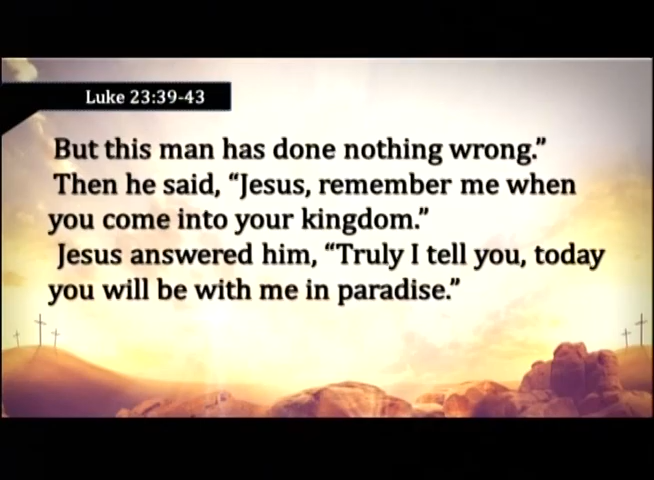 Luke 23:39-43
But this man has done nothing wrong.”
Then he said, “Jesus, remember me when
you come into your kingdom.”
Jesus answered him, “Truly I tell you, today
you will be with me in paradise.”